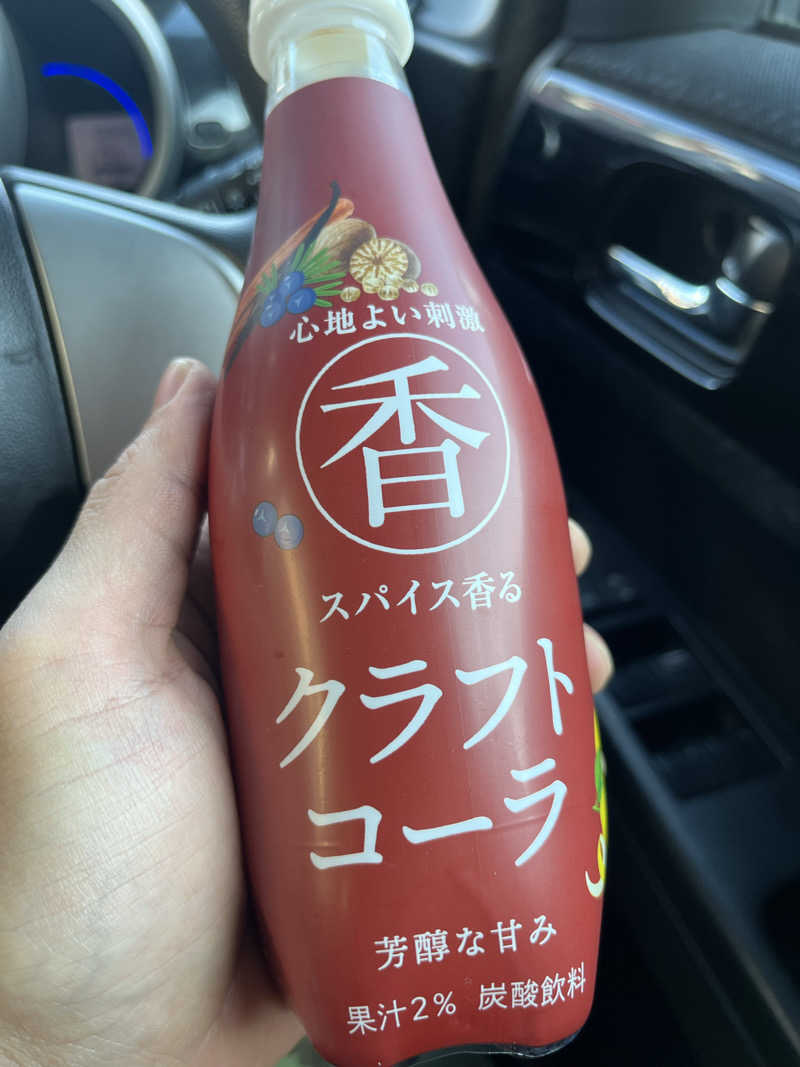 心地よい刺激
香
スパイス香る
クラフト
コーラ
芳醇な甘み
果汁2% 炭酸飲料